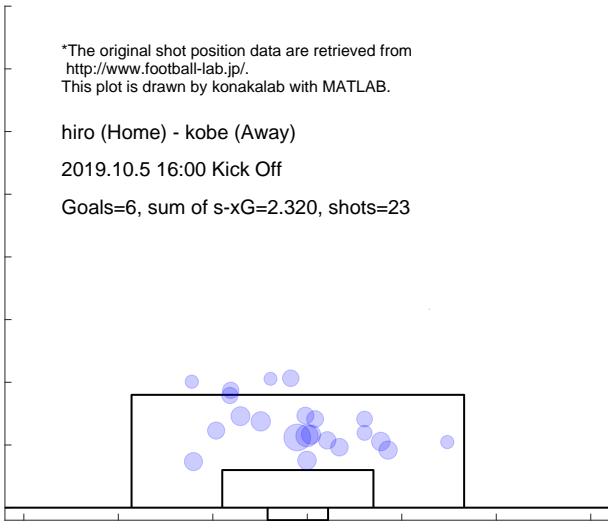 *The original shot position data are retrieved from
http://www.football-lab.jp/.
This plot is drawn by konakalab with MATLAB.
hiro (Home) - kobe (Away)
2019.10.5 16:00 Kick Off
Goals=6, sum of s-xG=2.320, shots=23